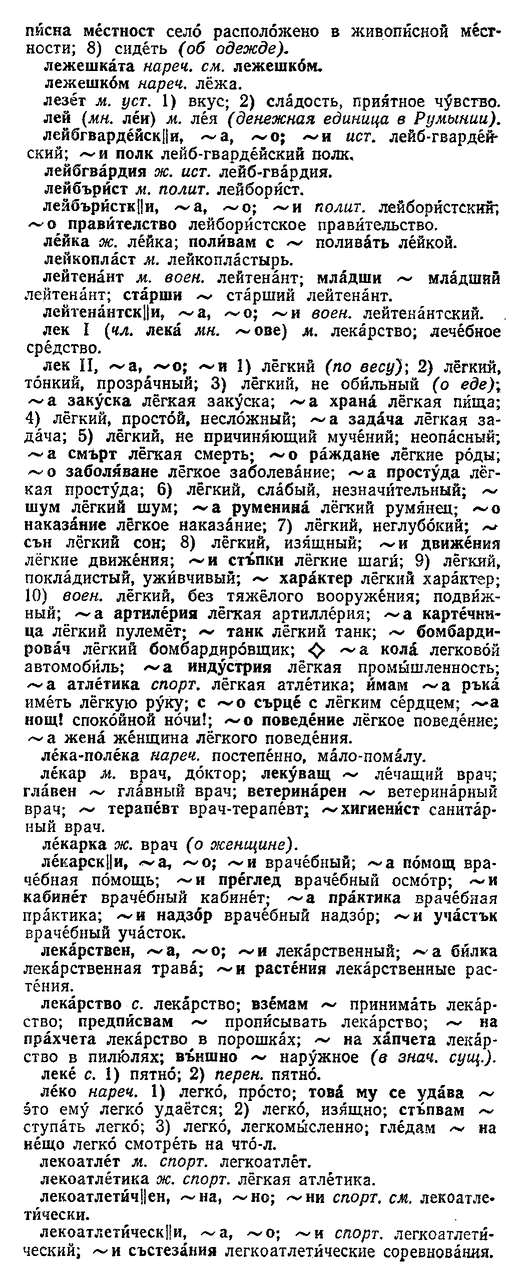 пи́сна ме́стност село́ располо́жено в живопи́сной ме́ст-
ности; 8) сиде́ть (об одежде).
лежешка́та нареч. см. лежешко́м.
лежешко́м нареч. лёжа.
лезе́т м. уст. 1) вкус; 2) сла́дость, прия́тное чу́вство.
лей (мн. ле́и) м. ле́я (денежная единица в Румынии).
лейбгварде́йск||и, ~а, ~о; ~и ист. лейб-гварде́й-
ский; ~и полк лейб-гварде́йский полк.
лейбгва́рдия ж. ист. лейб-гва́рдия.
лейбъри́ст м. полит. лейбори́ст.
лейбъри́стк||и, ~а, ~о; ~и полит. лейбори́стский;
~о прави́телство лейбори́стское прави́тельство.
ле́йка ж. ле́йка; поли́вам с ~ полива́ть ле́йкой.
лейкопла́ст м. лейкопла́стырь.
лейтена́нт м. воен. лейтена́нт; мла́дши ~ мла́дший
лейтена́нт; ста́рши ~ ста́рший лейтена́нт.
лейтена́нтск||и, ~а, ~о; ~и воен. лейтена́нтский.
лек I (чл. лека́ мн. ~ове) м. лека́рство; лече́бное
сре́дство.
лек II, ~а, ~о; ~и 1) лёгкий (по весу); 2) лёгкий,
то́нкий, прозра́чный; 3) лёгкий, не оби́льный (о еде);
~а заку́ска лёгкая заку́ска; ~а храна́ лёгкая пи́ща;
4) лёгкий, просто́й, несло́жный; ~а зада́ча лёгкая за-
да́ча; 5) лёгкий, не причиня́ющий муче́ний; неопа́сный;
~а смърт лёгкая смерть; ~о ра́ждане лёгкие ро́ды;
~о заболя́ване лёгкое заболева́ние; ~а просту́да лёг-
кая просту́да; 6) лёгкий, сла́бый, незначи́тельный; ~
шум лёгкий шум; ~а руменина́ лёгкий румя́нец; ~о
наказа́ние лёгкое наказа́ние; 7) лёгкий, неглубо́кий; ~
сън лёгкий сон; 8) лёгкий, изя́щный; ~и движе́ния
лёгкие движе́ния; ~и стъ́пки лёгкие шаги́; 9) лёгкий,
покла́дистый, ужи́вчивый; ~ хара́ктер лёгкий хара́ктер;
10) воен. лёгкий, без тяжёлого вооруже́ния; подви́ж-
ный; ~а артиле́рия лёгкая артилле́рия; ~а карте́чни-
ца лёгкий пулемёт; ~ танк лёгкий танк; ~ бомбарди-
рова́ч лёгкий бомбардиро́вщик; ◇ ~а кола́ легково́й
автомоби́ль; ~а инду́стрия лёгкая промы́шленность;
~а атле́тика спорт. лёгкая атле́тика; и́мам ~а ръка́
име́ть лёгкую ру́ку; с ~о сърце́ с лёгким се́рдцем; ~а
нощ! споко́йной но́чи!; ~о поведе́ние лёгкое поведе́ние;
~а жена́ же́нщина лёгкого поведе́ния.
ле́ка-поле́ка нареч. постепе́нно, ма́ло-пома́лу.
ле́кар м. врач, до́ктор; леку́ващ ~ ле́чащий врач;
гла́вен ~ гла́вный врач; ветерина́рен ~ ветерина́рный
врач; ~ терапе́вт врач-терапе́вт; ~хигиени́ст санита́р-
ный врач.
ле́карка ж. врач (о женщине).
ле́карск||и, ~а, ~о; ~и враче́бный; ~а по́мощ вра-
че́бная по́мощь; ~и пре́глед враче́бный осмо́тр; ~и
кабине́т враче́бный кабине́т; ~а пра́ктика враче́бная
пра́ктика; ~и надзо́р враче́бный надзо́р; ~и уча́стък
враче́бный уча́сток.
лека́рствен, ~а, ~о; ~и лека́рственный; ~а би́лка
лека́рственная трава́; ~и расте́ния лека́рственные рас-
те́ния.
лека́рство с. лека́рство; взе́мам ~ принима́ть лека́р-
ство; предпи́свам ~ пропи́сывать лека́рство; ~ на
пра́хчета лека́рство в порошка́х; ~ на ха́пчета лека́р-
ство в пилю́лях; въ́ншно ~ нару́жное (в знач. сущ.).
леке́ с. 1) пятно́; 2) перен. пятно́.
ле́ко нареч. 1) легко́, про́сто; това́ му се удава́ ~
э́то ему́ легко́ удаётся; 2) легко́, изя́щно; стъ́пвам ~
ступа́ть легко́; 3) легко́, легкомы́сленно; гле́дам ~ на
не́що легко́ смотре́ть на что́-л.
лекоатле́т м. спорт. легкоатле́т.
лекоатле́тика ж. спорт. лёгкая атле́тика.
лекоатлети́ч||ен, ~на, ~но; ~ни спорт. см. лекоатле-
ти́чески.
лекоатлети́ческ||и, ~а, ~о; ~и спорт. легкоатлети́-
ческий; ~и състеза́ния легкоатлети́ческие соревнова́ния.